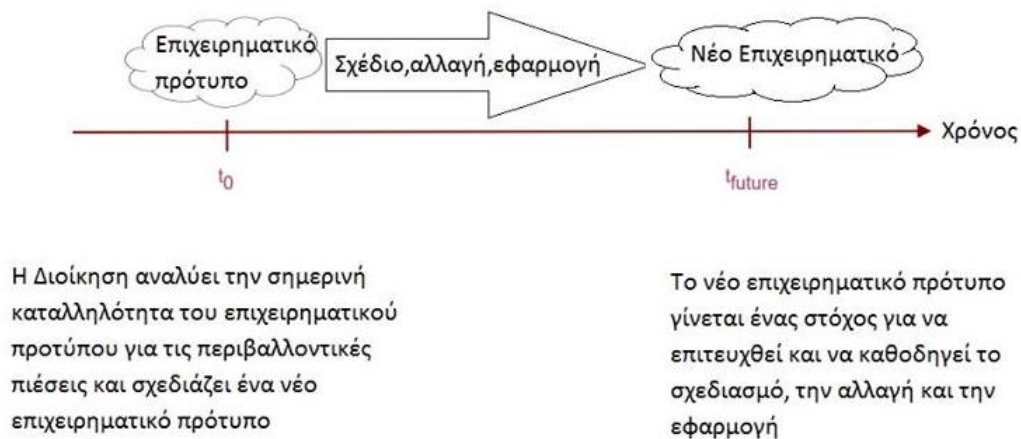 Επιχειρηματικό
πρότυπο
Σχέδιο,αλλαγή,εφαρμογή
Νέο Επιχειρηματικό
Χρόνος
t0
tfuture
Η Διοίκηση αναλύει την σημερινή
καταλληλότητα του επιχειρηματικού
προτύπου για τις περιβαλλοντικές
πιέσεις και σχεδιάζει ένα νέο
επιχειρηματικό πρότυπο
Το νέο επιχειρηματικό πρότυπο
γίνεται ένας στόχος για να
επιτευχθεί και να καθοδηγεί το
σχεδιασμό, την αλλαγή και την
εφαρμογή